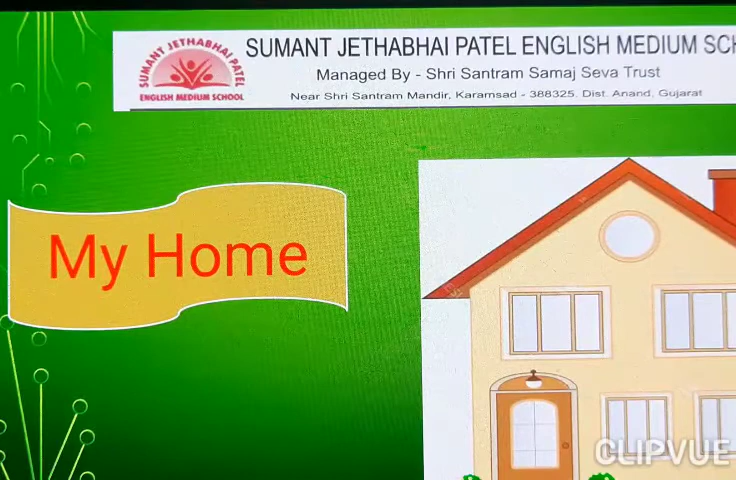 SUMANT JETHABHAI PATEL
ENGLISH MEDIUM SCHOOL
SUMANT JETHABHAI PATEL ENGLISH MEDIUM SCH
Managed By - Shri Santram Samaj Seva Trust
Near Shri Santram Mandir, Karamsad - 388325. Dist. Anand, Gujarat
My Home
CLIPVUE